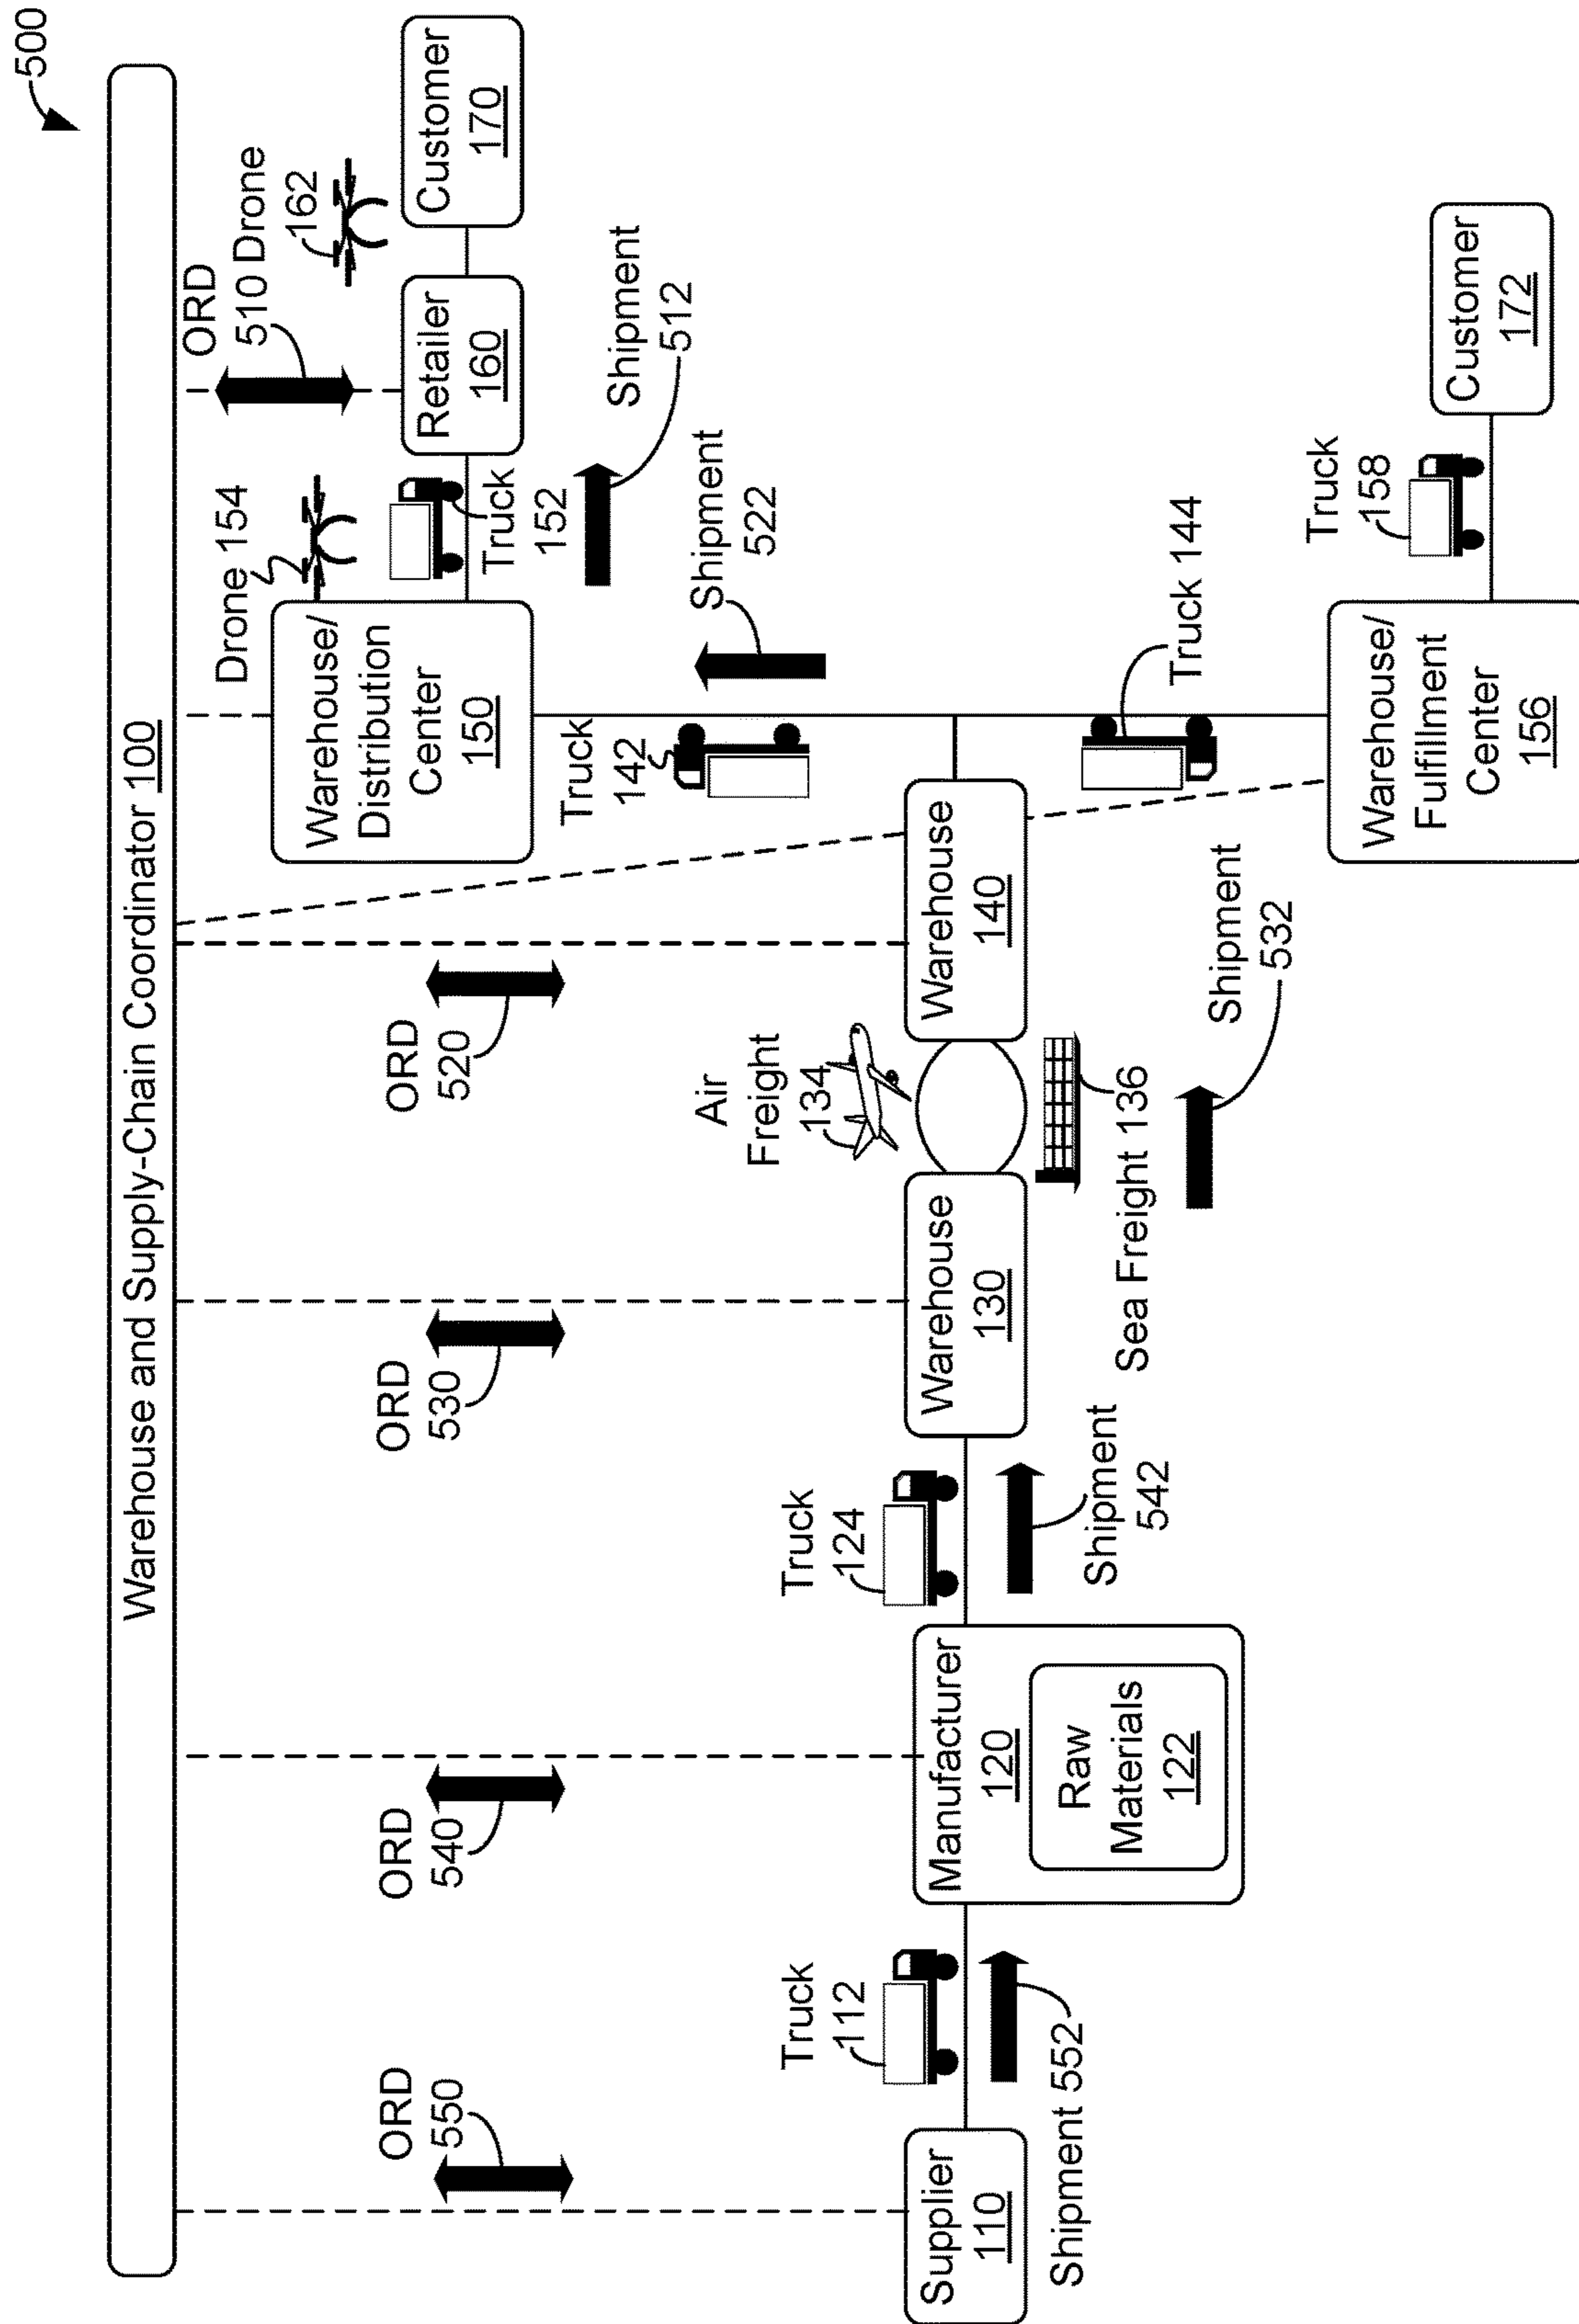 500
Warehouse and Supply-Chain Coordinator 100
ORD
550
ORD
540
ORD
530
ORD
520
ORD
510
Drone
162
Drone 154
Warehouse/
Distribution
Center
150
Truck
152
Retailer
160
Customer
170
Shipment
512
Truck
142
Shipment
522
Supplier
110
Truck
112
Shipment 552
Manufacturer
120
Raw
Materials
122
Truck
124
Shipment
542
Warehouse
130
Air
Freight
134
Sea Freight 136
Shipment
532
Warehouse
140
Truck 144
Warehouse/
Fulfillment
Center
156
Truck
158
Customer
172